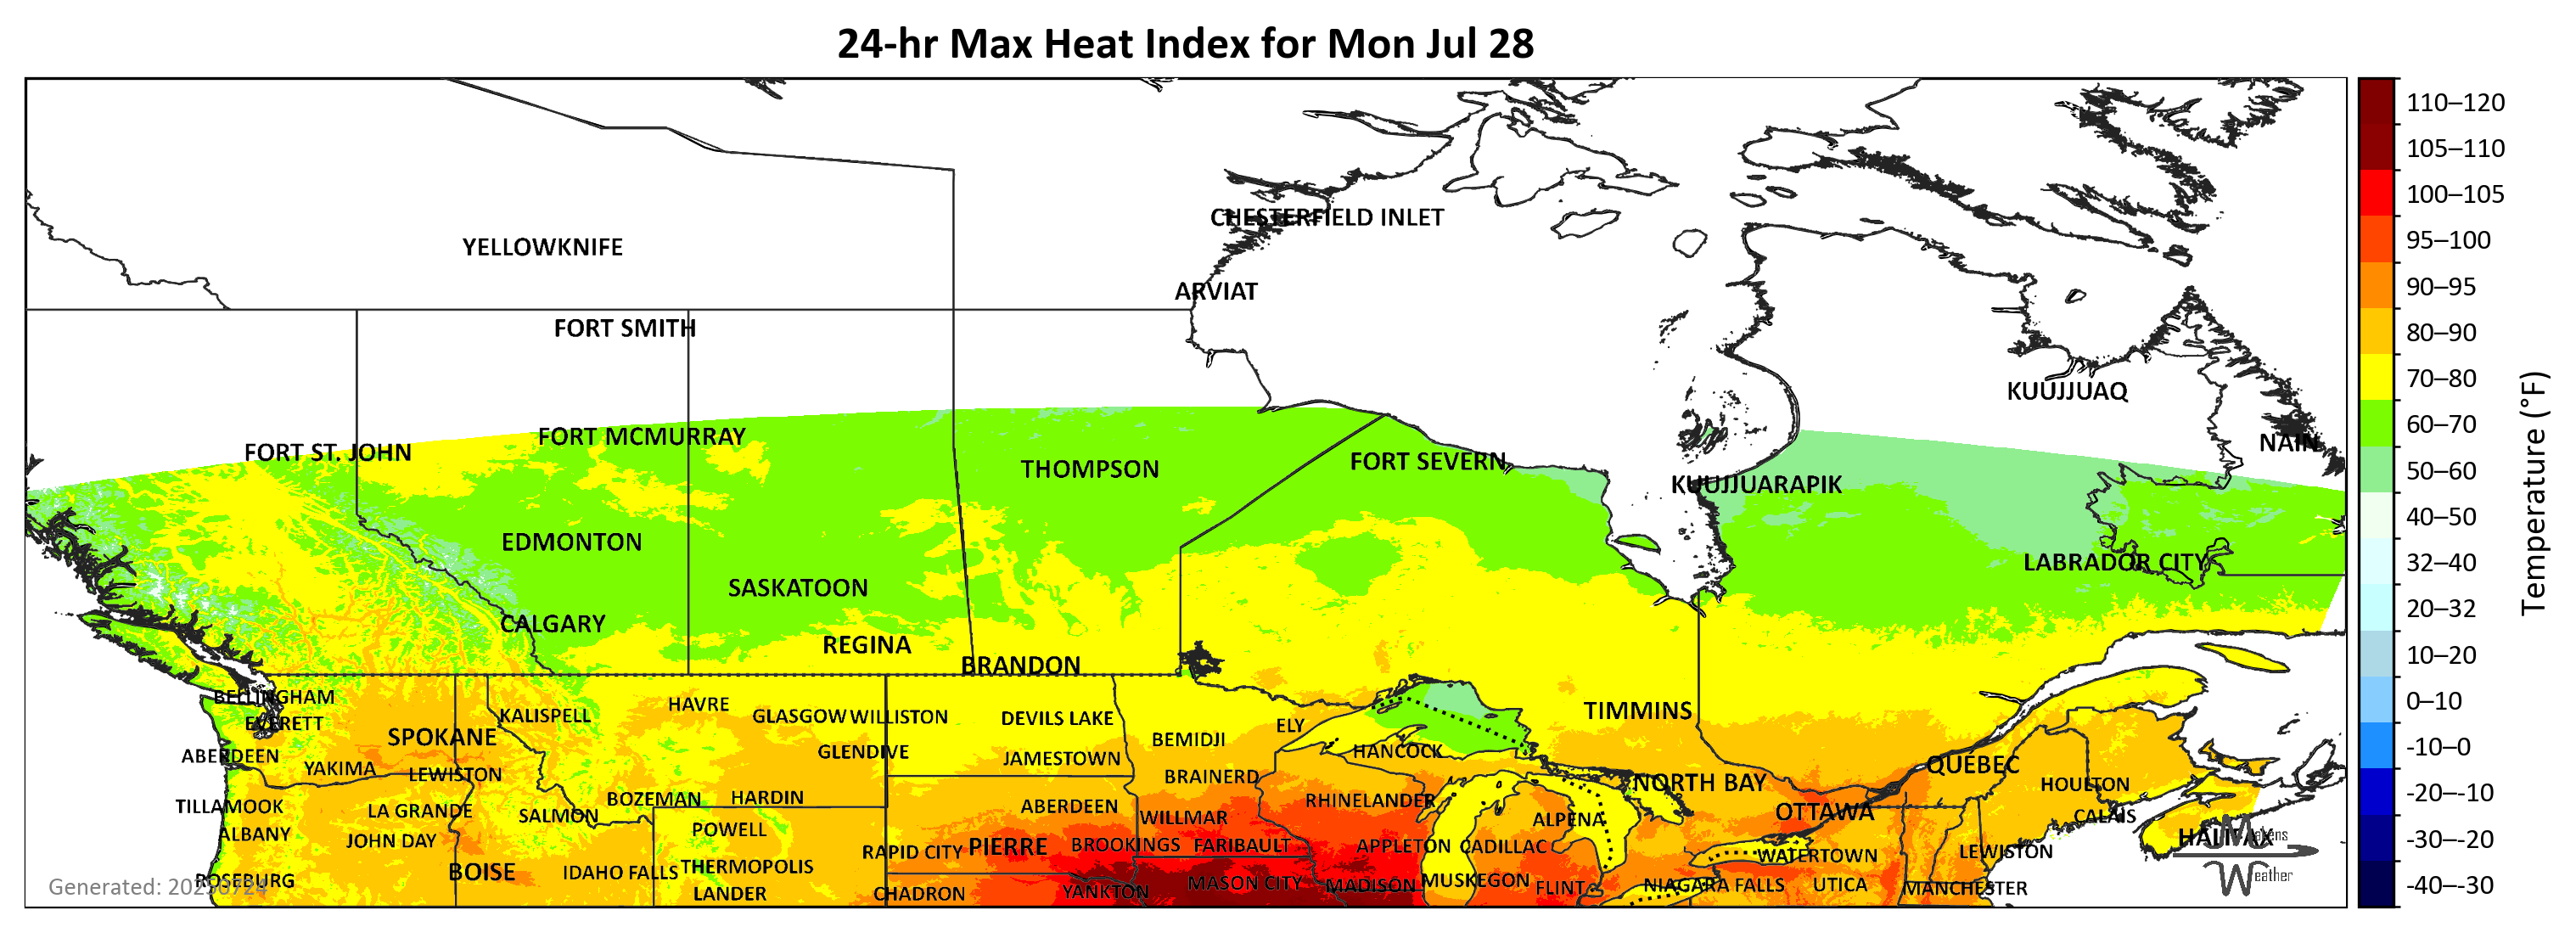 24-hr Max Heat Index for Mon Jul 28
110–120
105–110
CHESTERFIELD INLET
100–105
YELLOWKNIFE
95–100
ARVIAT
90–95
FORT SMITH
80–90
KUUJJUAQ
70–80
FORT MCMURRAY
60–70
FORT ST. JOHN
NAIN
THOMPSON
FORT SEVERN
50–60
KUUJJUARAPIK
40–50
EDMONTON
LABRADOR CITY
32–40
SASKATOON
20–32
CALGARY
REGINA
10–20
BRANDON
BELLINGHAM
HAVRE
0–10
KALISPELL
GLASGOW
WILLISTON
DEVILS LAKE
TIMMINS
EVERETT
ELY
SPOKANE
BEMIDJI
-10–0
ABERDEEN
GLENDIVE
JAMESTOWN
HANCOCK
QUÉBEC
YAKIMA
LEWISTON
BRAINERD
NORTH BAY
HOULTON
-20–-10
TILLAMOOK
LA GRANDE
SALMON
BOZEMAN
HARDIN
ABERDEEN
WILLMAR
RHINELANDER
ALPENA
OTTAWA
CALAIS
ALBANY
JOHN DAY
POWELL
-30–-20
HALIFAX
RAPID CITY
PIERRE
BROOKINGS
FARIBAULT
APPLETON
CADILLAC
WATERTOWN
LEWISTON
BOISE
IDAHO FALLS
THERMOPOLIS
ROSEBURG
YANKTON
MASON CITY
MADISON
MUSKEGON
FLINT
NIAGARA FALLS
UTICA
MANCHESTER
-40–-30
LANDER
CHADRON
Generated: 20250724
Weather
Temperature (°F)